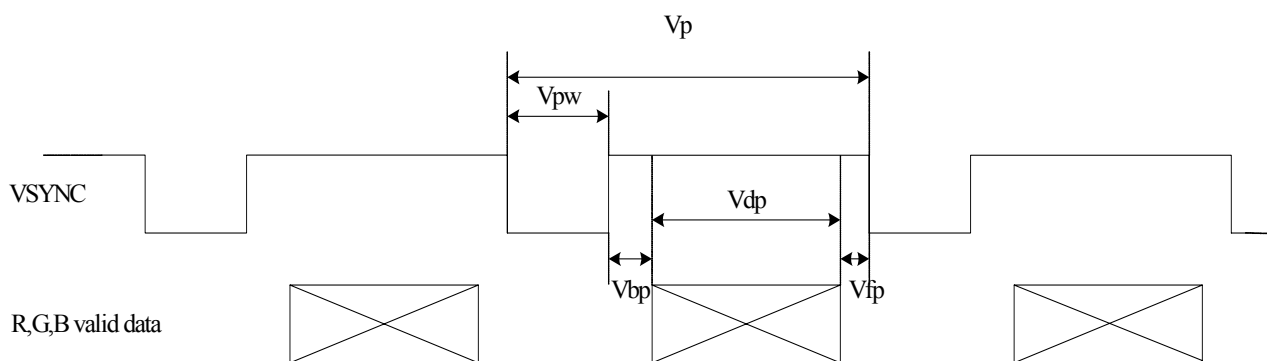 Vp
Vpw
VSYNC
Vdp
Vbp
Vfp
R,G,B valid data